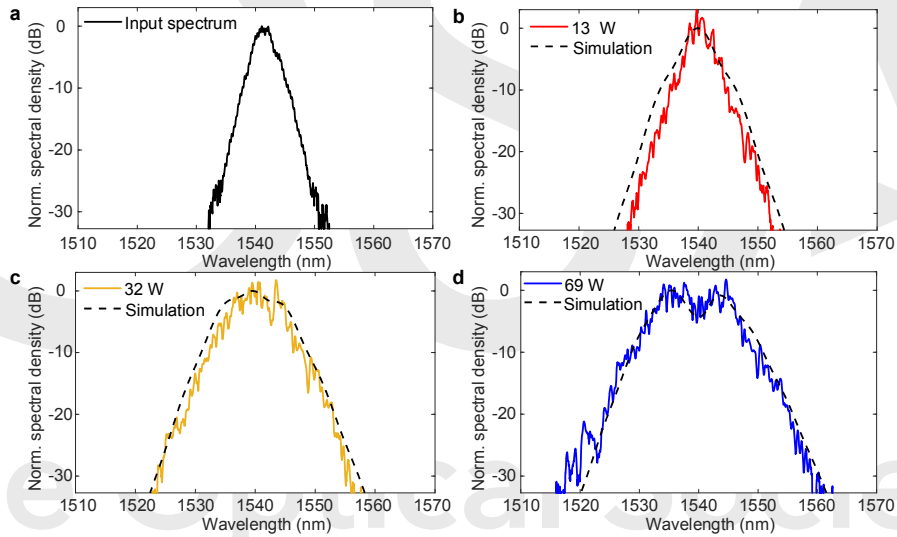 a
Input spectrum
Norm. spectral density (dB)
0
-10
-20
-30
1510 1520 1530 1540 1550 1560 1570
Wavelength (nm)
b
13 W
Simulation
Norm. spectral density (dB)
0
-10
-20
-30
1510 1520 1530 1540 1550 1560 1570
Wavelength (nm)
c
32 W
Simulation
Norm. spectral density (dB)
0
-10
-20
-30
1510 1520 1530 1540 1550 1560 1570
Wavelength (nm)
d
69 W
Simulation
Norm. spectral density (dB)
0
-10
-20
-30
1510 1520 1530 1540 1550 1560 1570
Wavelength (nm)
e Optical Socie